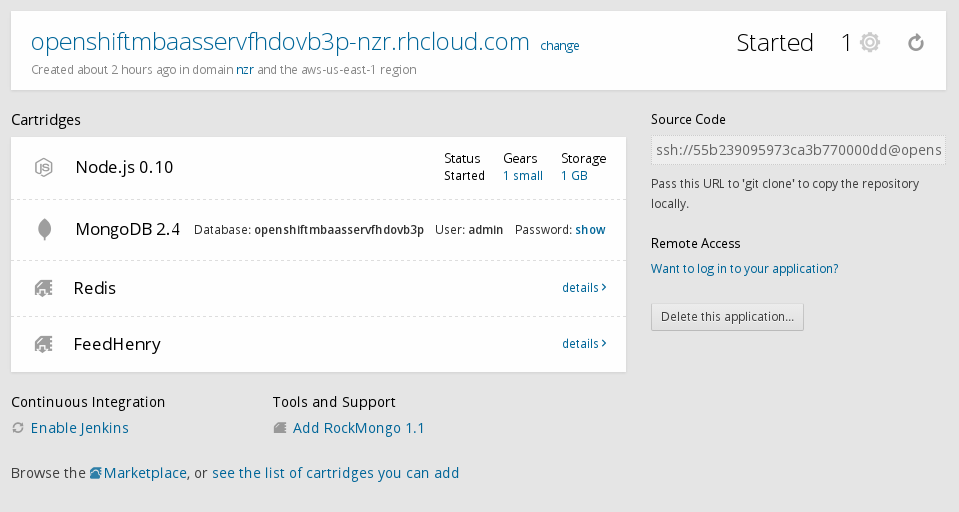 openshiftmbaasservfhdovb3p-nzr.rhcloud.com change Started 1
Created about 2 hours ago in domain nzr and the aws-us-east-1 region
Cartridges
Node.js 0.10 Status Gears Storage
Started 1 small 1 GB
MongoDB 2.4 Database: openshiftmbaasservfhdovb3p User: admin Password: show
Redis details >
FeedHenry details >
Source Code
ssh://55b239095973ca3b770000dd@opens
Pass this URL to 'git clone' to copy the repository
locally.
Remote Access
Want to log in to your application?
Delete this application...
Continuous Integration
Enable Jenkins
Tools and Support
Add RockMongo 1.1
Browse the Marketplace, or see the list of cartridges you can add